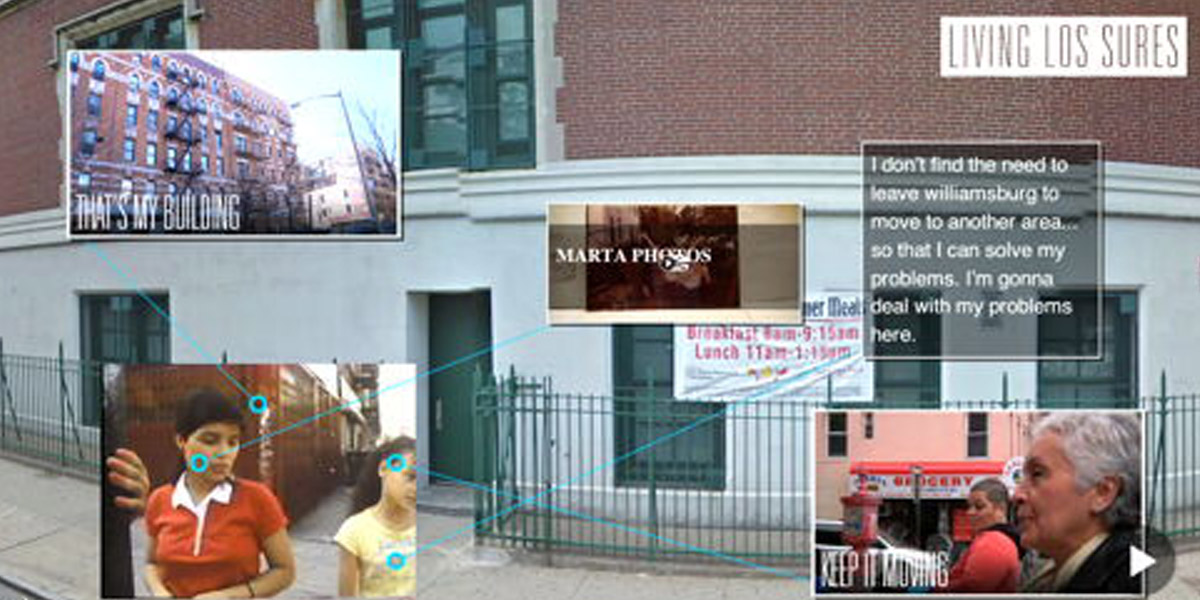 LIVING LOS SURES
THAT'S MY BUILDING
MARTA PHOTOS
I don't find the need to
leave williamsburg to
move to another area...
so that I can solve my
problems. I'm gonna
deal with my problems
here.
mer Meals
Breakfast 8am-9:15am
Lunch 11am-1:15pm
GROCERY
KEEP IT MOVING